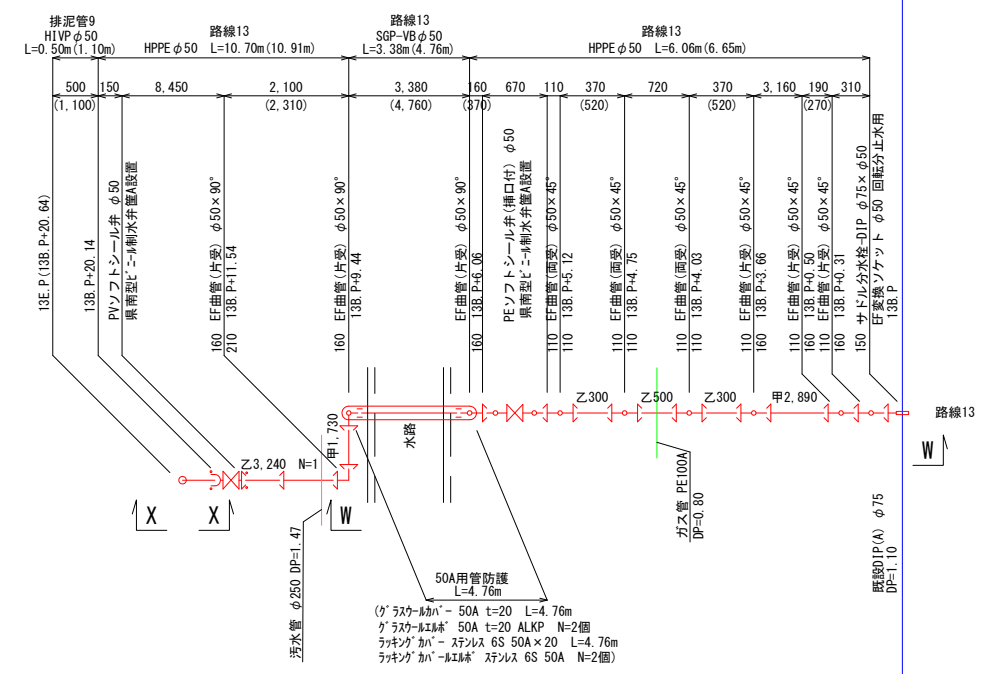 排泥管9
HIVPφ50
L=0.50m(1.10m)
路線13
HPPEφ50 L=10.70m(10.91m)
路線13
SGP-VBφ50
L=3.38m(4.76m)
路線13
HPPEφ50 L=6.06m(6.65m)
500 150 8,450 2,100 3,380 160 670 110 370 720 370 3,160 190 310
(1,100) (2,310) (4,760) (370) (520) (520) (270)
13E.P(13B.P+20.64)
13B.P+20.14
PVソフトシール弁 φ50
県南型ビニール制水弁筐A設置
160 EF曲管(片受) φ50×90°
210 13B.P+11.54
160 EF曲管(片受) φ50×90°
13B.P+9.44
EF曲管(片受) φ50×90°
160 13B.P+6.06
PEソフトシール弁(挿口付) φ50
県南型ビニール制水弁筐A設置
110 EF曲管(両受) φ50×45°
110 13B.P+5.12
110 EF曲管(両受) φ50×45°
110 13B.P+4.75
110 EF曲管(両受) φ50×45°
110 13B.P+4.03
110 EF曲管(片受) φ50×45°
160 13B.P+3.66
110 EF曲管(片受) φ50×45°
160 13B.P+0.50
110 EF曲管(片受) φ50×45°
160 13B.P+0.31
150 サドル分水栓-DIP φ75×φ50
EF変換ソケット φ50 回転分止水用
13B.P
乙300 乙500 乙300 甲2,890
路線13
甲1,730
水路
乙3,240 N=1
W
X X W
ガス管 PE100A
DP=0.80
既設DIP(A) φ75
DP=1.10
汚水管 φ250 DP=1.47
50A用管防護
L=4.76m
(グラスウールカバー 50A t=20 L=4.76m
グラスウールエルボ 50A t=20 ALKP N=2個
ラッキングカバー ステンレス 6S 50A×20 L=4.76m
ラッキングカバールエルボ ステンレス 6S 50A N=2個)